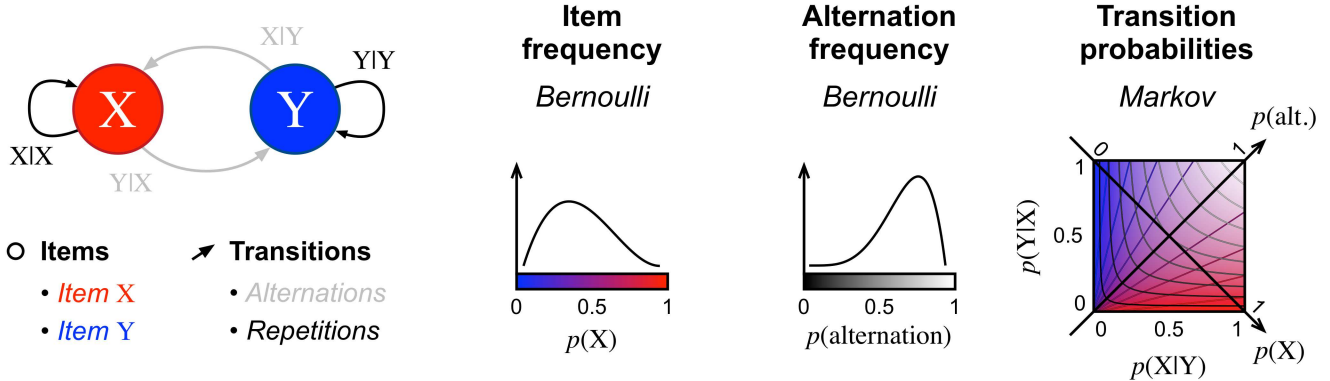 X|Y
Y|Y
X
Y
X|X
Y|X
Items
• Item X
• Item Y
Transitions
• Alternations
• Repetitions
Item
frequency
Bernoulli
0 0.5 1
p(X)
Alternation
frequency
Bernoulli
0 0.5 1
p(alternation)
Transition
probabilities
Markov
p(alt.)
0 1
1
0.5
0
p(Y|X)
1
0 0.5 1
p(X|Y)
p(X)